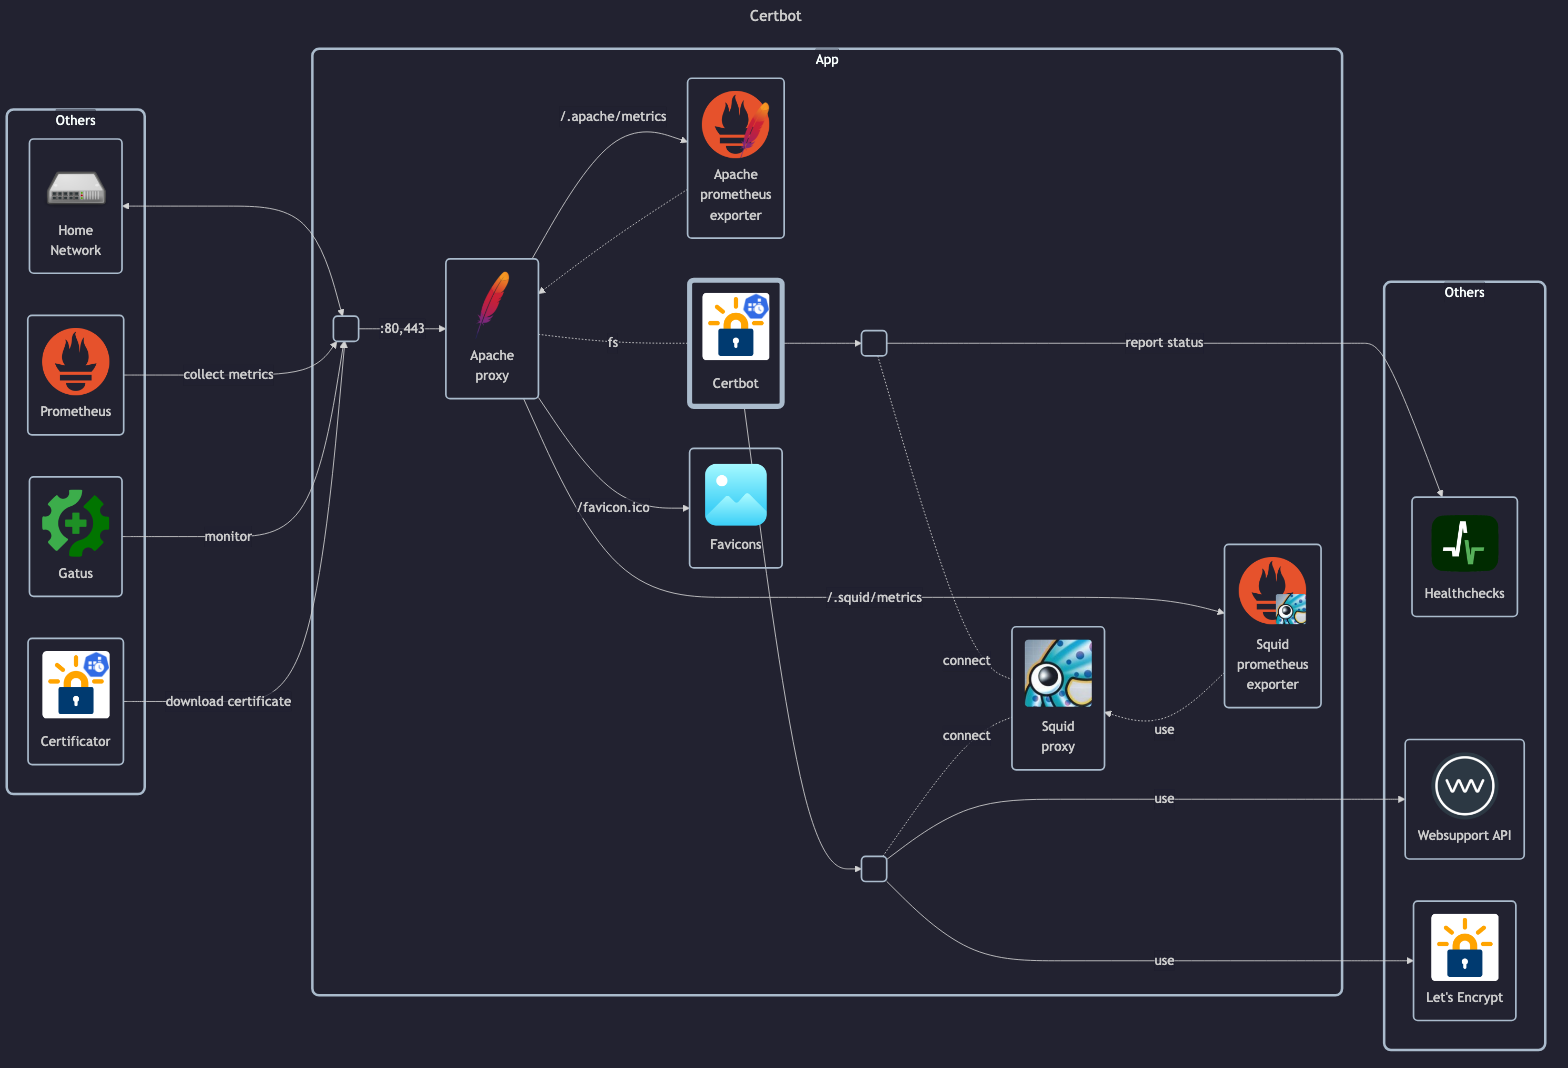 Certbot
App
Others
Home
Network
Prometheus
Gatus
Certificator
collect metrics
monitor
download certificate
:80,443
Apache
proxy
/.apache/metrics
Apache
prometheus
exporter
fs
Certbot
/favicon.ico
Favicons
/.squid/metrics
report status
connect
connect
Squid
proxy
use
Squid
prometheus
exporter
use
use
Others
Healthchecks
Websupport API
Let's Encrypt